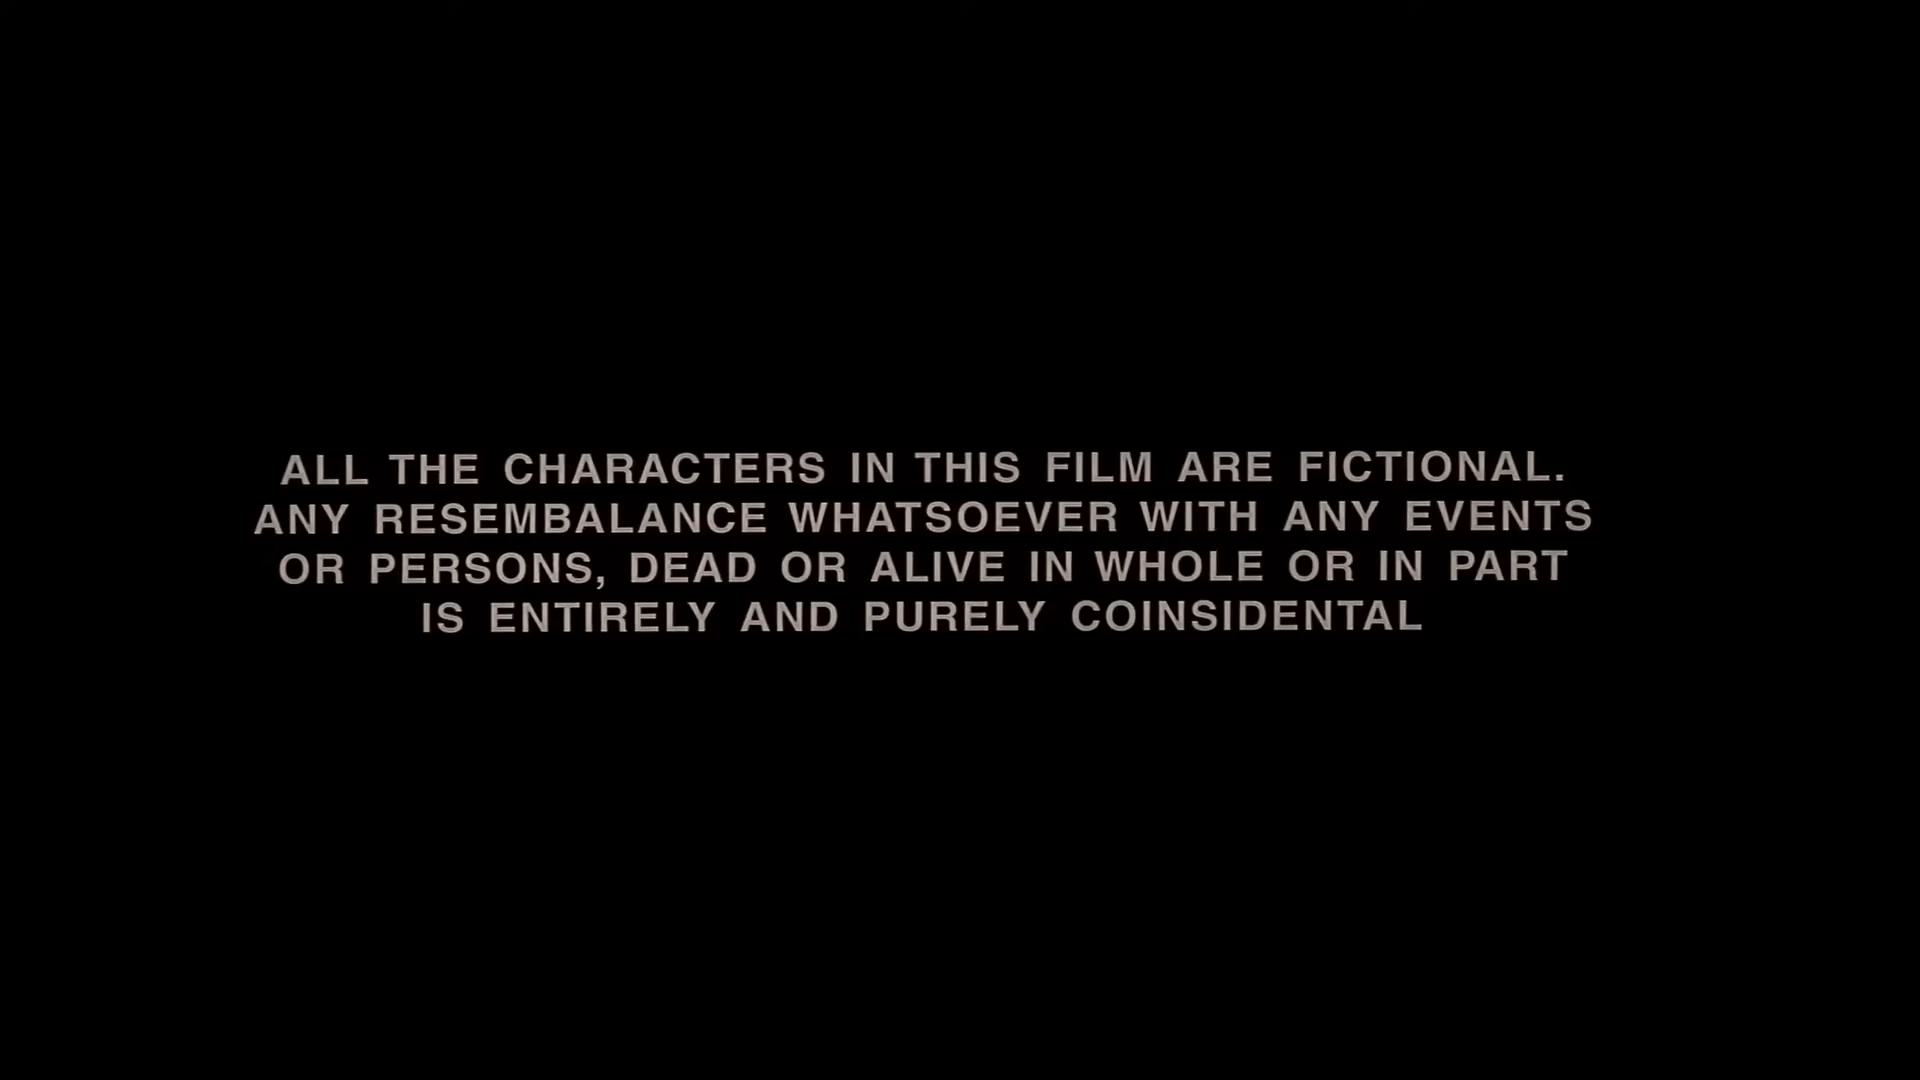 ALL THE CHARACTERS IN THIS FILM ARE FICTIONAL.
ANY RESEMBALANCE WHATSOEVER WITH ANY EVENTS
OR PERSONS, DEAD OR ALIVE IN WHOLE OR IN PART
IS ENTIRELY AND PURELY COINSIDENTAL